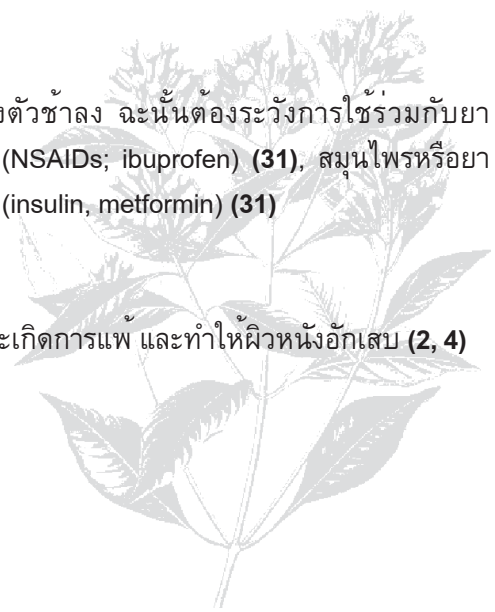 งตัวช้าลง ฉะนั้นต้องระวังการใช้ร่วมกับยา
(NSAIDs; ibuprofen) (31), สมุนไพรหรือยา
(insulin, metformin) (31)
ะเกิดการแพ้ และทำให้ผิวหนังอักเสบ (2, 4)